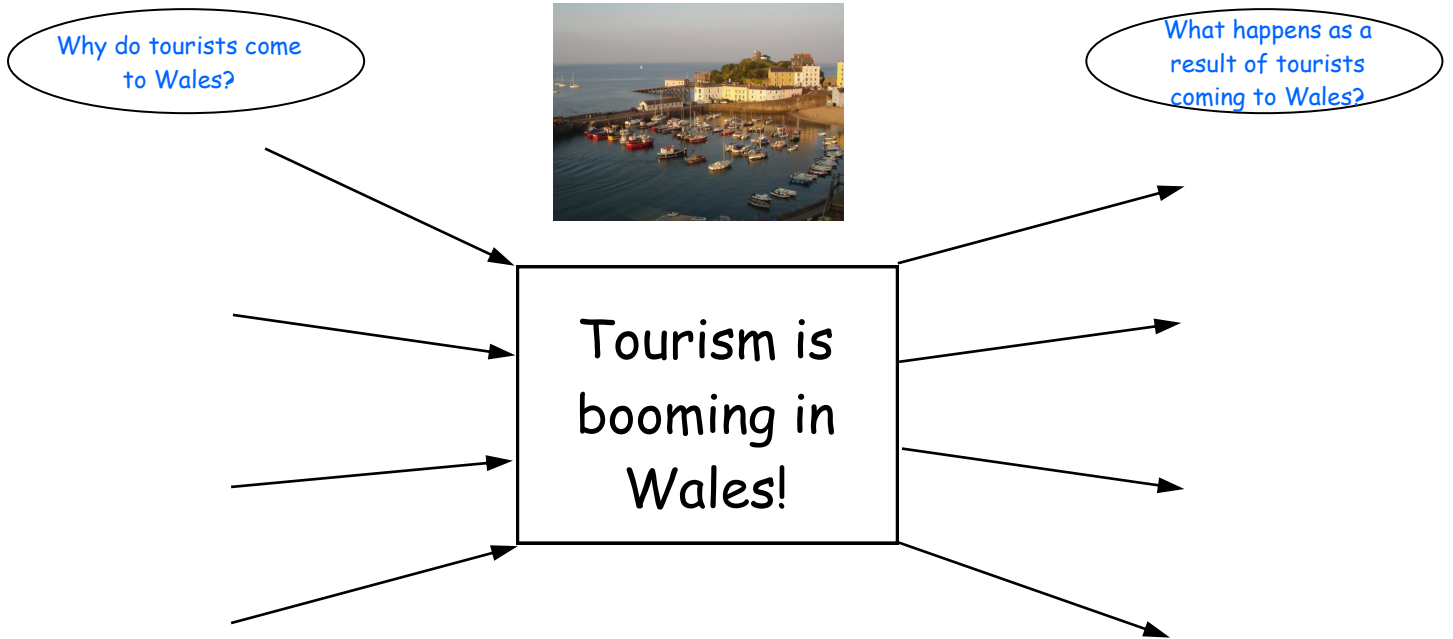 Why do tourists come
to Wales?
What happens as a
result of tourists
coming to Wales?
Tourism is
booming in
Wales!